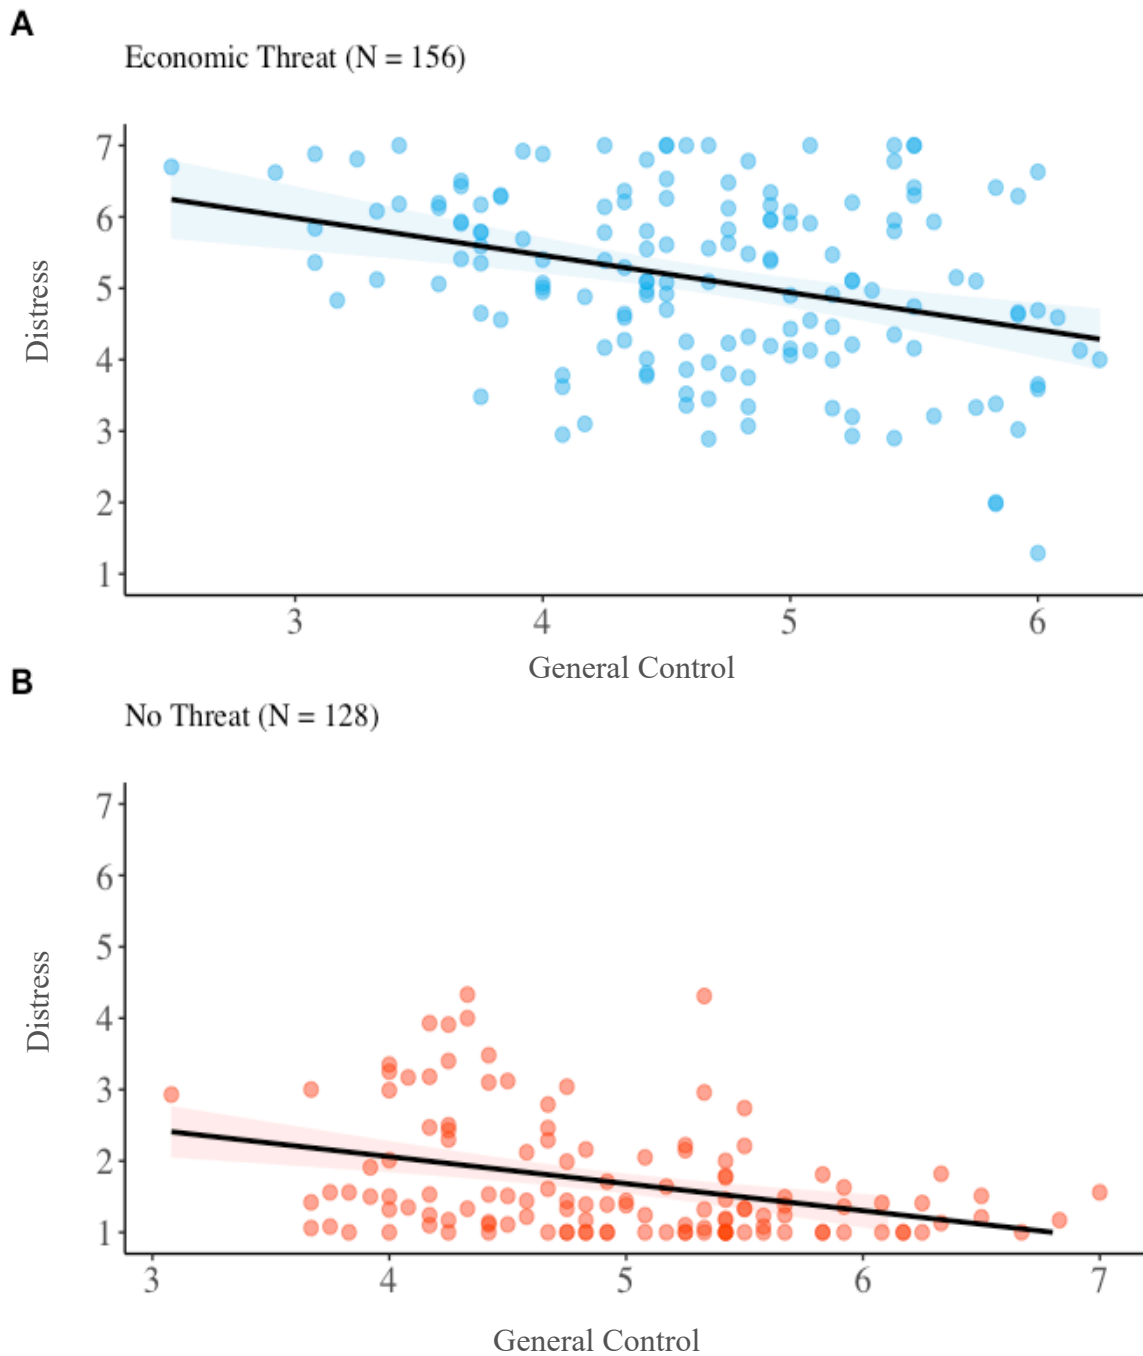 A
Economic Threat (N = 156)
7
6
5
4
3
2
1
Distress
3 4 5 6
General Control
B
No Threat (N = 128)
7
6
5
4
3
2
1
Distress
3 4 5 6 7
General Control